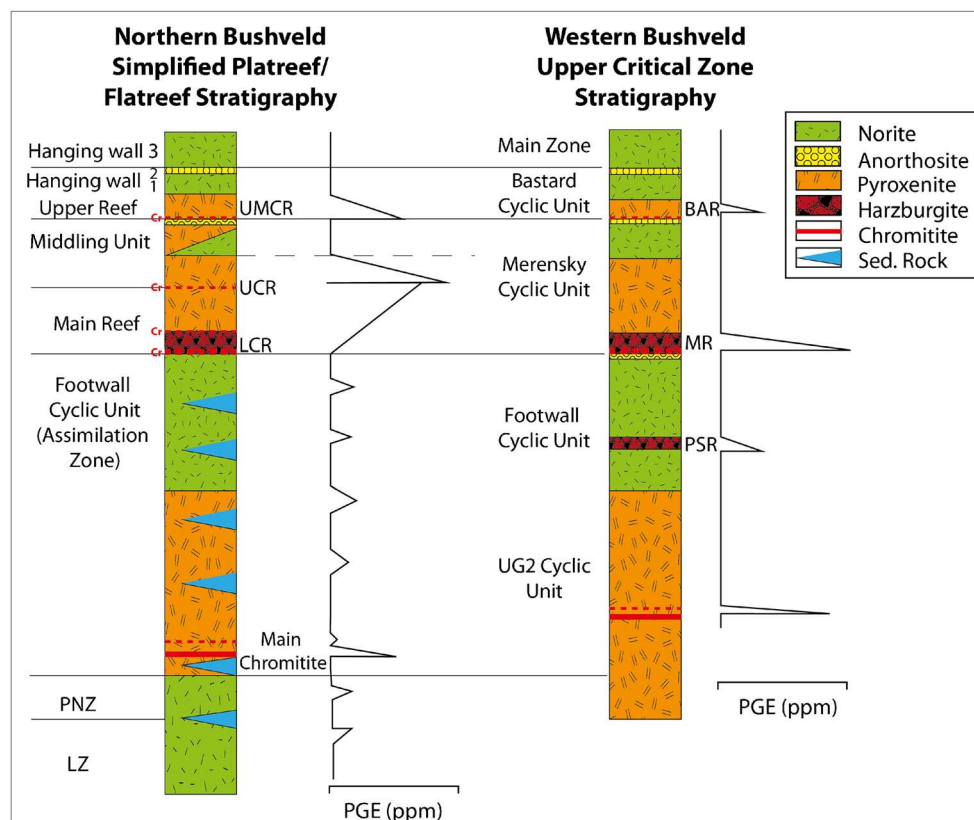 Northern Bushveld
Simplified Platreef/
Flatreef Stratigraphy
Hanging wall 3
Hanging wall 2
1
Upper Reef
Cr
UMCR
Middling Unit
Cr
UCR
Main Reef
Cr
Cr
LCR
Footwall
Cyclic Unit
(Assimilation
Zone)
Main
Chromitite
PNZ
LZ
PGE (ppm)
Western Bushveld
Upper Critical Zone
Stratigraphy
Main Zone
Bastard
Cyclic Unit
BAR
Merensky
Cyclic Unit
MR
Footwall
Cyclic Unit
PSR
UG2 Cyclic
Unit
PGE (ppm)
Norite
Anorthosite
Pyroxenite
Harzburgite
Chromitite
Sed. Rock